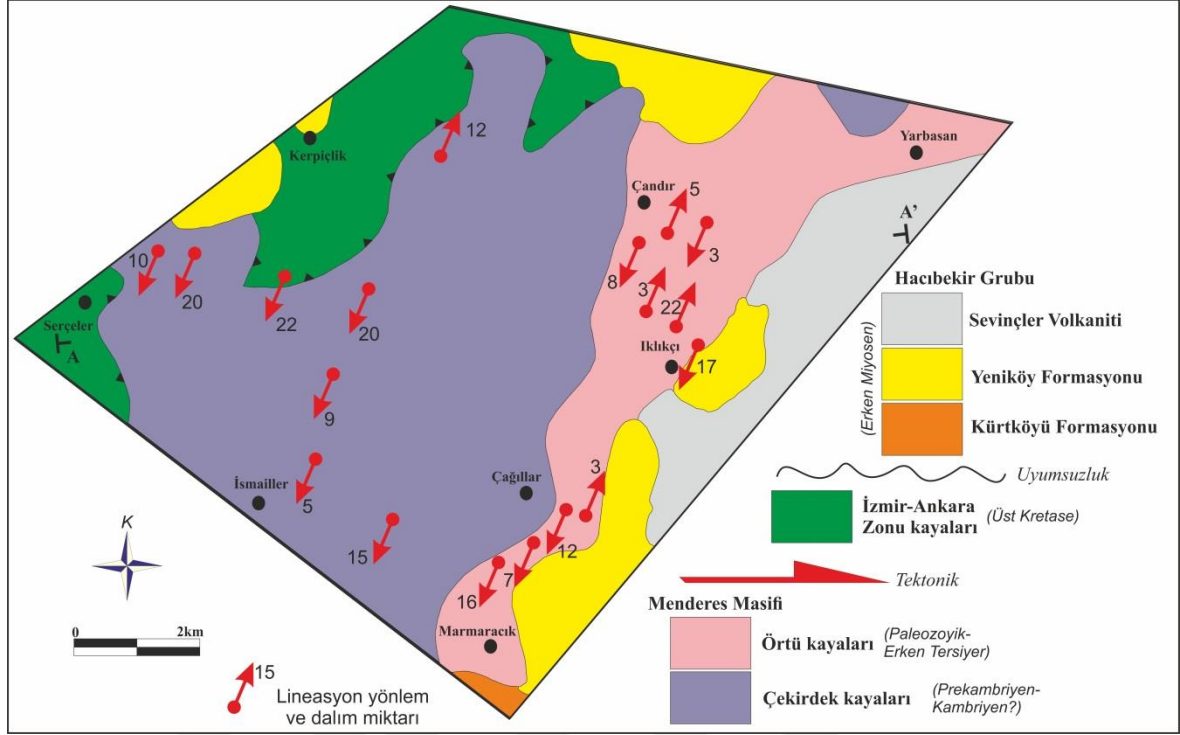 12
Kerpiçlik
Yarbasan
Çandır
5
A'
3
10
20
8
3
22
22
20
Hacıbekir Grubu
Serçeler
A
Iklıkçı
17
Sevinçler Volkaniti
(Erken Miyosen)
Yeniköy Formasyonu
9
Kürtköyü Formasyonu
3
Çağıllar
Uyumsuzluk
İsmailler
5
İzmir-Ankara
Zonu kayaları
(Üst Kretase)
K
15
12
7
16
Tektonik
Menderes Masifi
0
2km
Marmaracık
Örtü kayaları
(Paleozoyik-
Erken Tersiyer)
15
Lineasyon yönlem
ve dalım miktarı
Çekirdek kayaları
(Prekambriyen-
Kambriyen?)